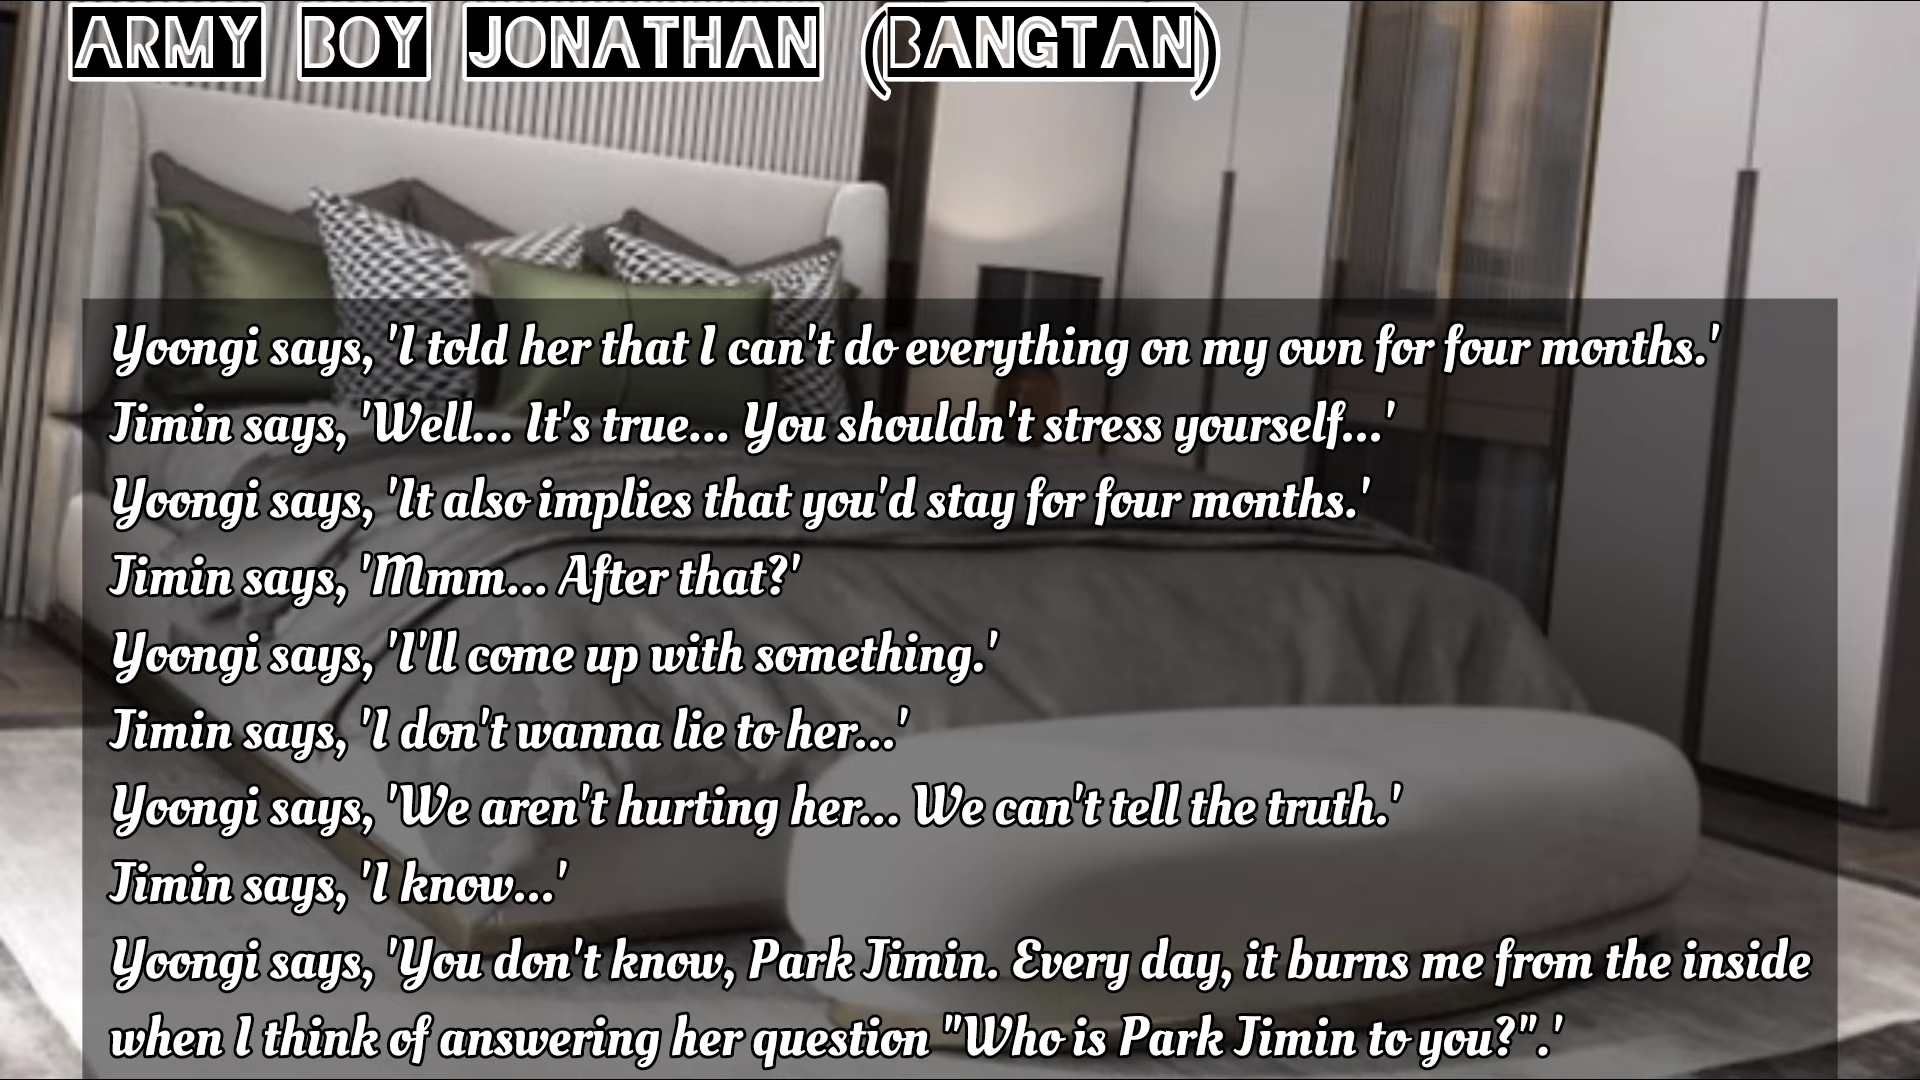 ARMY BOY JONATHAN (BANGTAN)
Yoongi says, 'I told her that I can't do everything on my own for four months.'
Jimin says, 'Well... It's true... You shouldn't stress yourself...'
Yoongi says, 'It also implies that you'd stay for four months.'
Jimin says, 'Mmm... After that?'
Yoongi says, 'I'll come up with something.'
Jimin says, 'I don't wanna lie to her...'
Yoongi says, 'We aren't hurting her... We can't tell the truth.'
Jimin says, 'I know...'
Yoongi says, 'You don't know, Park Jimin. Every day, it burns me from the inside
when I think of answering her question "Who is Park Jimin to you?".'